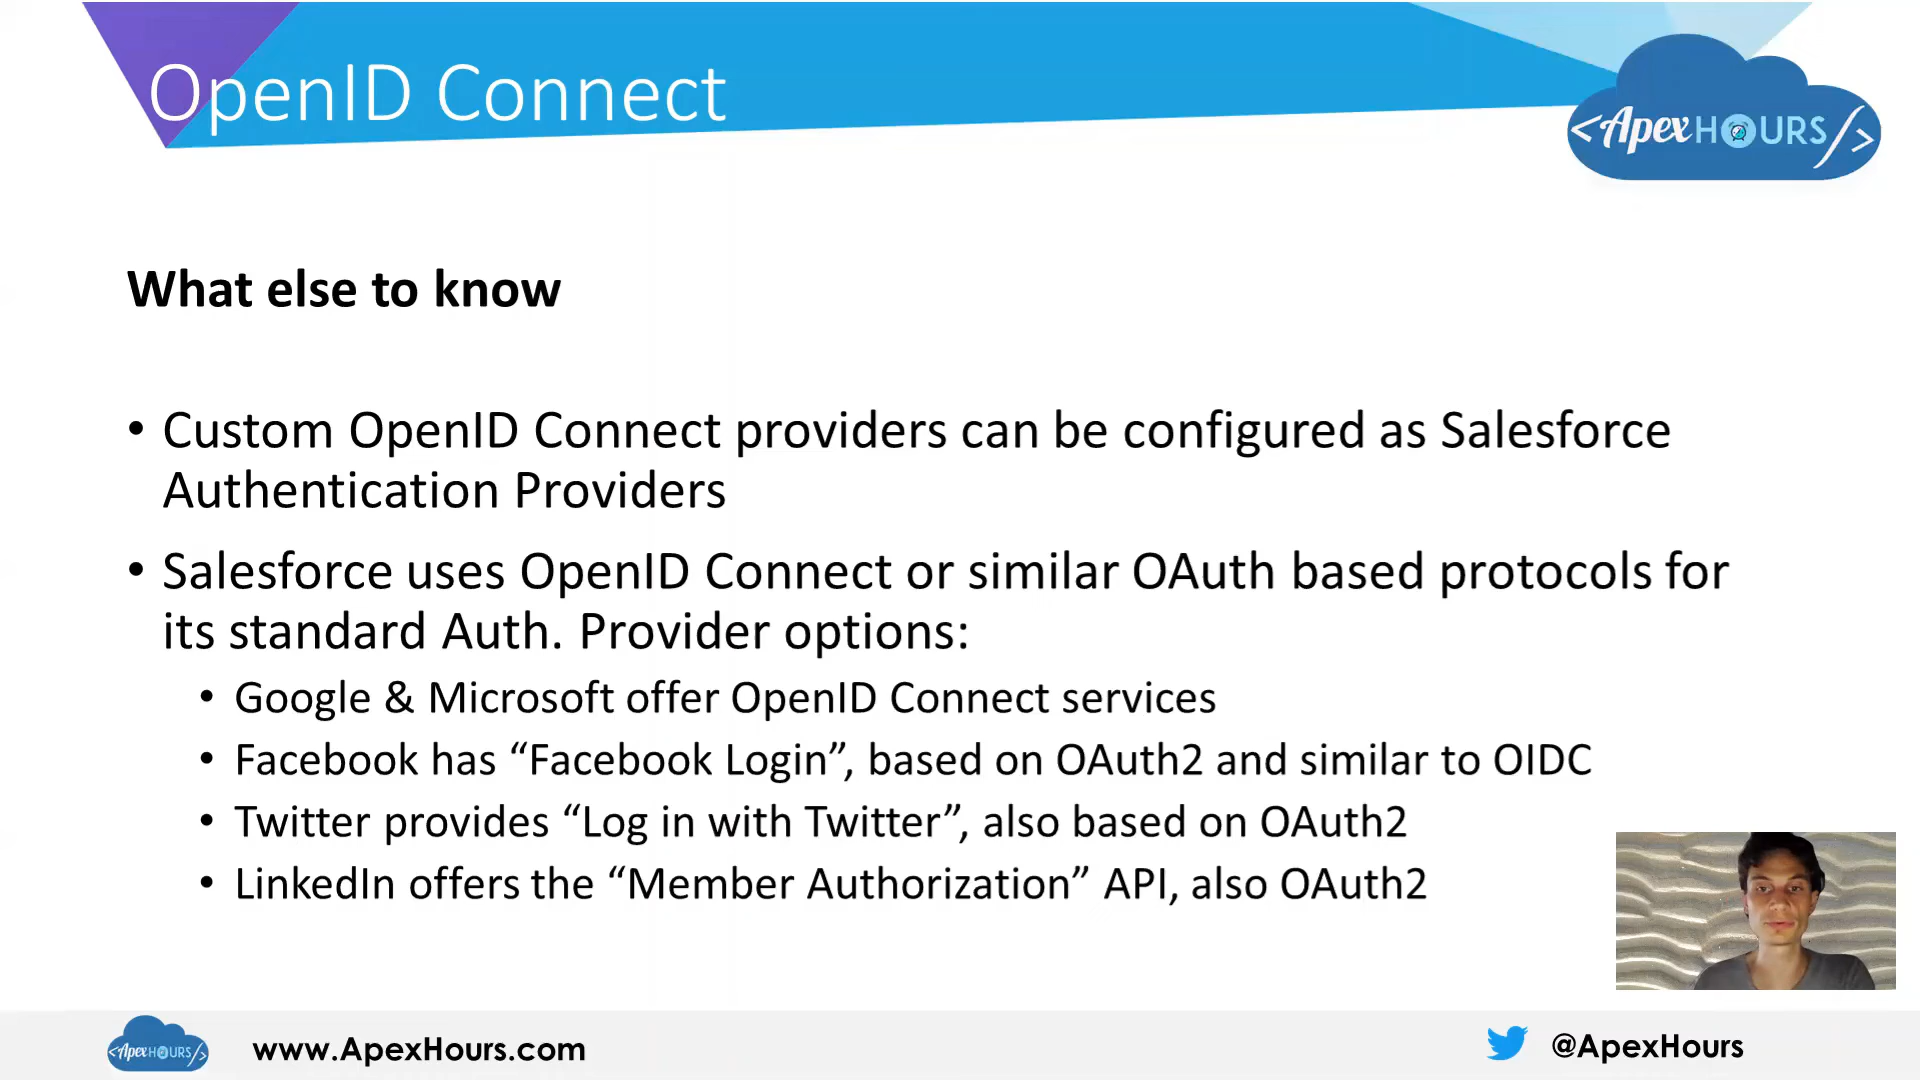 OpenID Connect
<ApexHOURS/>
What else to know
• Custom OpenID Connect providers can be configured as Salesforce
Authentication Providers
• Salesforce uses OpenID Connect or similar OAuth based protocols for
its standard Auth. Provider options:
• Google & Microsoft offer OpenID Connect services
• Facebook has “Facebook Login”, based on OAuth2 and similar to OIDC
• Twitter provides “Log in with Twitter”, also based on OAuth2
• LinkedIn offers the “Member Authorization” API, also OAuth2
<ApexHOURS/>
www.ApexHours.com
@ApexHours